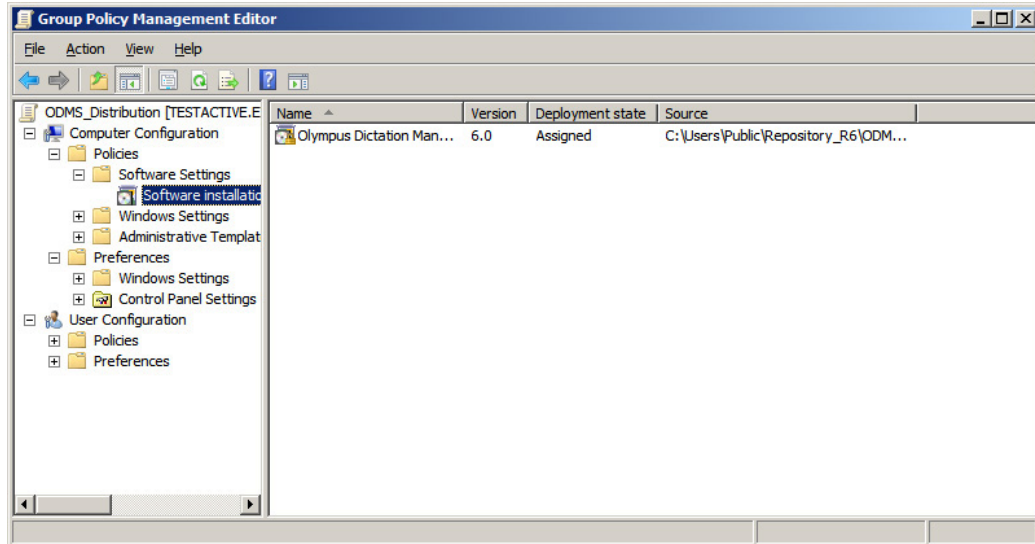 Group Policy Management Editor
File Action View Help
ODMS_Distribution [TESTACTIVE.E
Computer Configuration
Policies
Software Settings
Software installatio
Windows Settings
Administrative Templat
Preferences
Windows Settings
Control Panel Settings
User Configuration
Policies
Preferences
Name Version Deployment state Source
Olympus Dictation Man... 6.0 Assigned C:\Users\Public\Repository_R6\ODM...